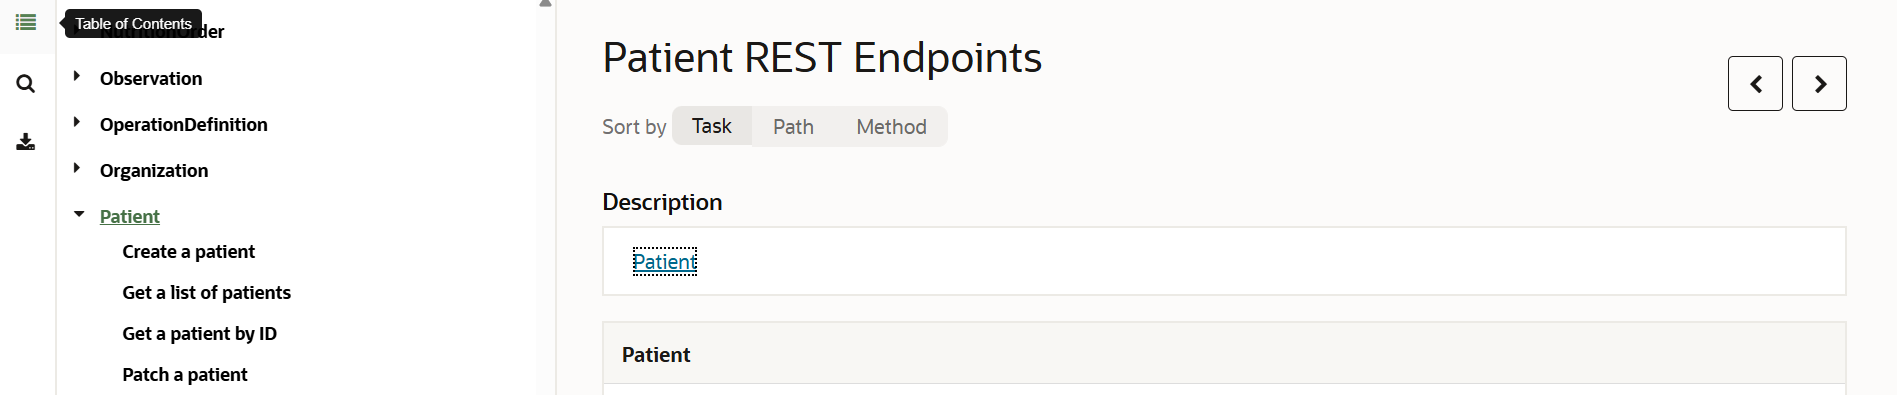 Table of Contents
NutritionOrder
Observation
OperationDefinition
Organization
Patient
Create a patient
Get a list of patients
Get a patient by ID
Patch a patient
Patient REST Endpoints
Sort by Task Path Method
Description
Patient
Patient